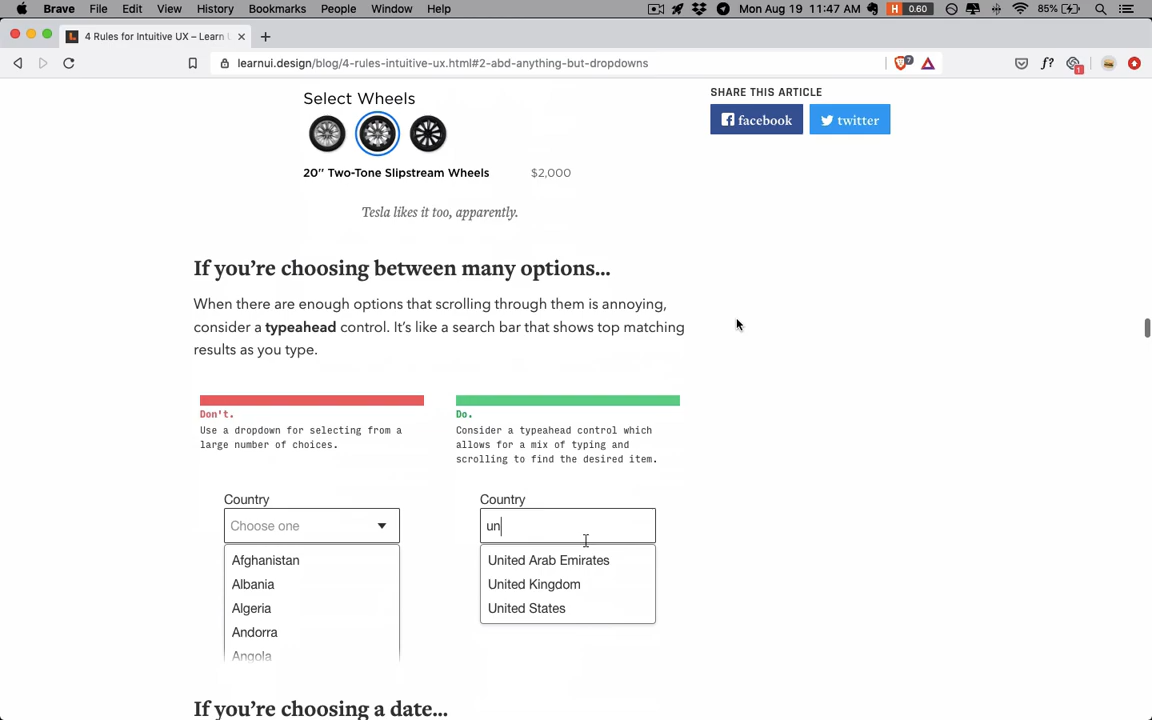 Brave File Edit View History Bookmarks People Window Help
Mon Aug 19 11:47 AM H 0.60 85%
4 Rules for Intuitive UX – Learn
learnui.design/blog/4-rules-intuitive-ux.html#2-abd-anything-but-dropdowns
7
f?
1
Select Wheels
20" Two-Tone Slipstream Wheels $2,000
Tesla likes it too, apparently.
SHARE THIS ARTICLE
facebook twitter
If you're choosing between many options...
When there are enough options that scrolling through them is annoying,
consider a typeahead control. It's like a search bar that shows top matching
results as you type.
Don't.
Use a dropdown for selecting from a
large number of choices.
Country
Choose one
Afghanistan
Albania
Algeria
Andorra
Angola
Do.
Consider a typeahead control which
allows for a mix of typing and
scrolling to find the desired item.
Country
un
United Arab Emirates
United Kingdom
United States
If you're choosing a date...